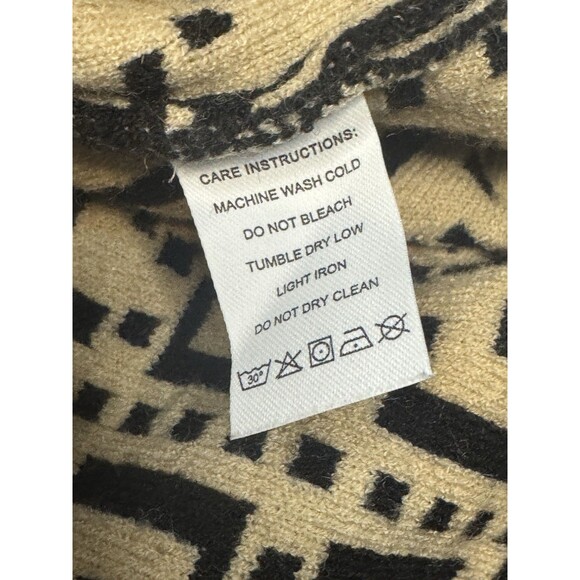 CARE INSTRUCTIONS:
MACHINE WASH COLD
DO NOT BLEACH
TUMBLE DRY LOW
LIGHT IRON
DO NOT DRY CLEAN
30°